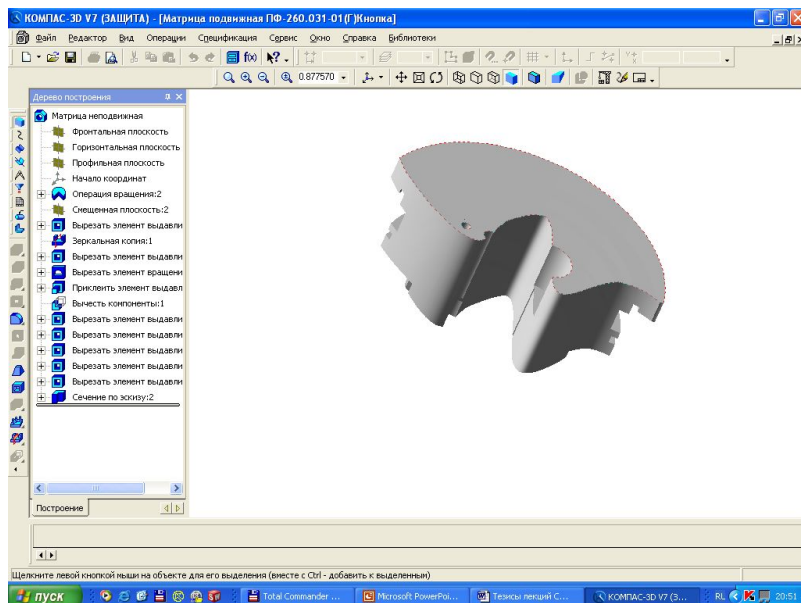 КОМПАС-3D V7 (ЗАЩИТА) - [Матрица подвижная ПФ-260.031-01(Г)Кнопка]
Файл Редактор Вид Операции Спецификация Сервис Окно Справка Библиотеки
f(x)
0.877570
Дерево построения
Матрица неподвижная
Фронтальная плоскость
Горизонтальная плоскость
Профильная плоскость
Начало координат
Операция вращения:2
Смещенная плоскость:2
Вырезать элемент выдавли
Зеркальная копия:1
Вырезать элемент выдавли
Вырезать элемент вращени
Приклеить элемент выдавл
Вычесть компоненты:1
Вырезать элемент выдавли
Вырезать элемент выдавли
Вырезать элемент выдавли
Вырезать элемент выдавли
Вырезать элемент выдавли
Сечение по эскизу:2
Построение
Щелкните левой кнопкой мыши на объекте для его выделения (вместе с Ctrl - добавить к выделенным)
пуск Total Commander ... Microsoft PowerPoi... Тезисы лекций С... КОМПАС-3D V7 (З... RL 20:51